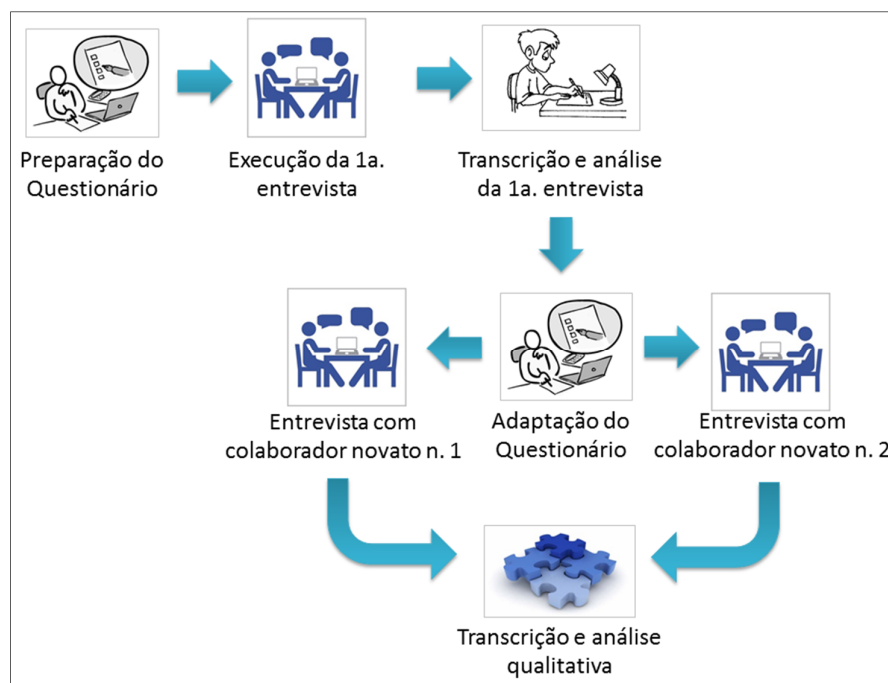 Preparação do
Questionário
Execução da 1a.
entrevista
Transcrição e análise
da 1a. entrevista
Entrevista com
colaborador novato n. 1
Adaptação do
Questionário
Entrevista com
colaborador novato n. 2
Transcrição e análise
qualitativa